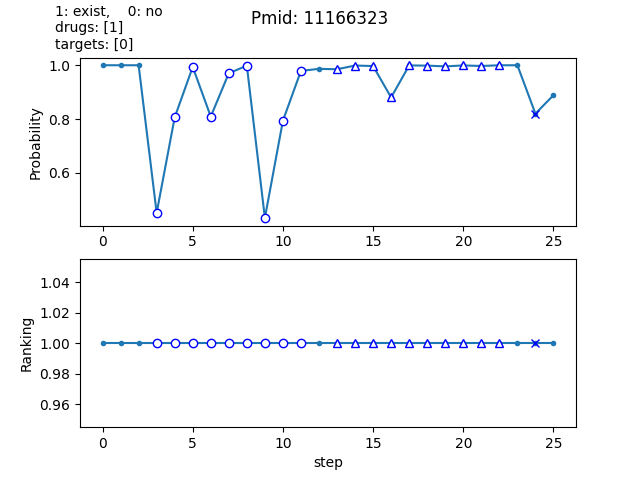 1: exist,    0: no
drugs: [1]
targets: [0]
Pmid: 11166323
1.0
0.8
0.6
Probability
0 5 10 15 20 25
1.04
1.02
1.00
0.98
0.96
Ranking
0 5 10 15 20 25
step